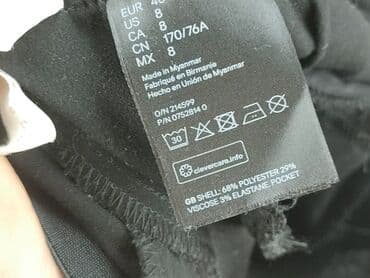 EUR 40
US 8
CA 8
CN 170/76A
MX 8
Made in Myanmar
Fabriqué en Birmanie
Hecho en Unión de Myanmar
O/N 214599
P/N 0752814 0
30
clevercare.info
GB SHELL: 68% POLYESTER 29%
VISCOSE 3% ELASTANE POCKET